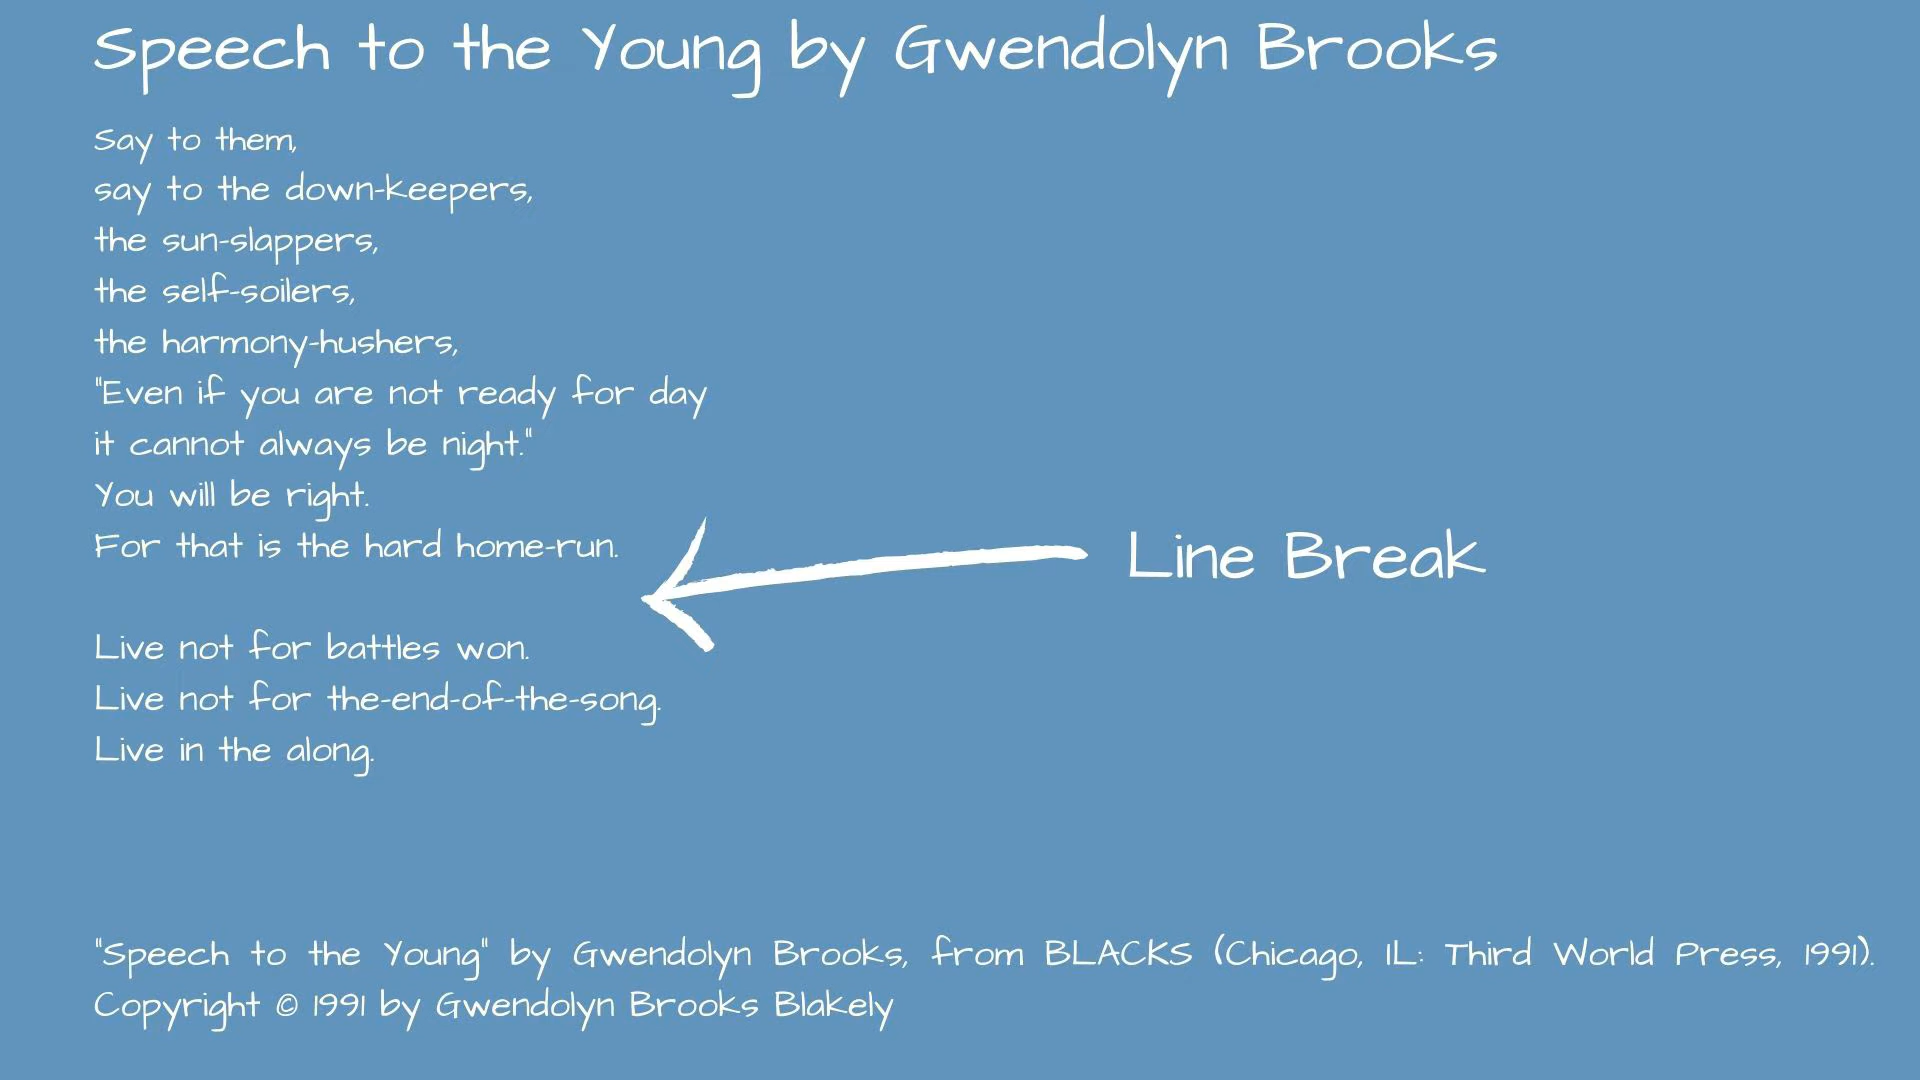 Speech to the Young by Gwendolyn Brooks
Say to them,
say to the down-keepers,
the sun-slappers,
the self-soilers,
the harmony-hushers,
"Even if you are not ready for day
it cannot always be night."
You will be right.
For that is the hard home-run.
Line Break
Live not for battles won.
Live not for the-end-of-the-song.
Live in the along.
"Speech to the Young" by Gwendolyn Brooks, from BLACKS (Chicago, IL: Third World Press, 1991).
Copyright © 1991 by Gwendolyn Brooks Blakely